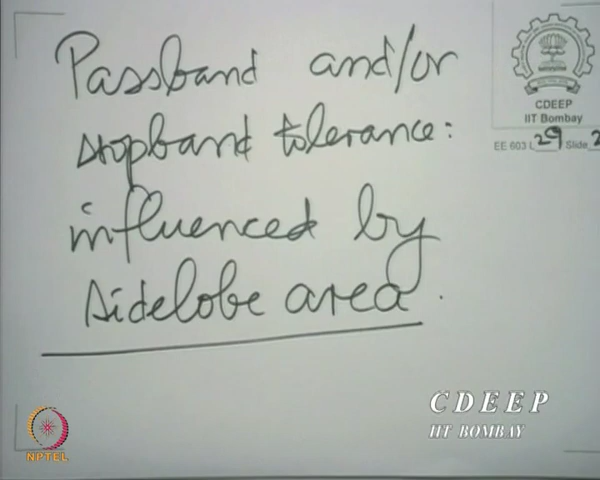 Passband and/or
stopband tolerance:
influenced by
sidelobe area.
CDEEP
IIT Bombay
EE 603 L 29 Slide 2
CDEEP
IIT BOMBAY
NPTEL